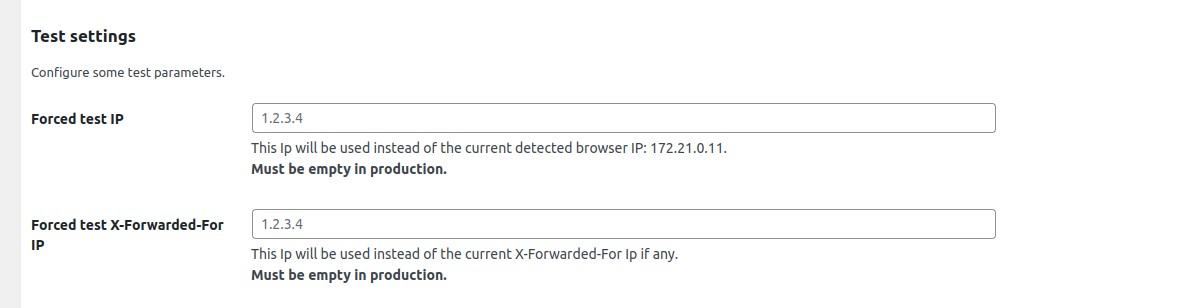 Test settings
Configure some test parameters.
Forced test IP
1.2.3.4
This Ip will be used instead of the current detected browser IP: 172.21.0.11.
Must be empty in production.
Forced test X-Forwarded-For
IP
1.2.3.4
This Ip will be used instead of the current X-Forwarded-For Ip if any.
Must be empty in production.